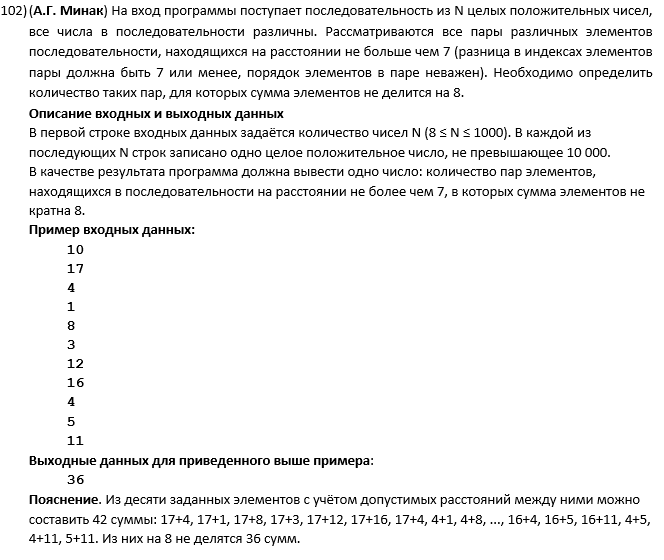 102)(А.Г. Минак) На вход программы поступает последовательность из N целых положительных чисел,
все числа в последовательности различны. Рассматриваются все пары различных элементов
последовательности, находящихся на расстоянии не больше чем 7 (разница в индексах элементов
пары должна быть 7 или менее, порядок элементов в паре неважен). Необходимо определить
количество таких пар, для которых сумма элементов не делится на 8.
Описание входных и выходных данных
В первой строке входных данных задаётся количество чисел N (8 ≤ N ≤ 1000). В каждой из
последующих N строк записано одно целое положительное число, не превышающее 10 000.
В качестве результата программа должна вывести одно число: количество пар элементов,
находящихся в последовательности на расстоянии не более чем 7, в которых сумма элементов не
кратна 8.
Пример входных данных:
10
17
4
1
8
3
12
16
4
5
11
Выходные данных для приведенного выше примера:
36
Пояснение. Из десяти заданных элементов с учётом допустимых расстояний между ними можно
составить 42 суммы: 17+4, 17+1, 17+8, 17+3, 17+12, 17+16, 17+4, 4+1, 4+8, ..., 16+4, 16+5, 16+11, 4+5,
4+11, 5+11. Из них на 8 не делятся 36 сумм.